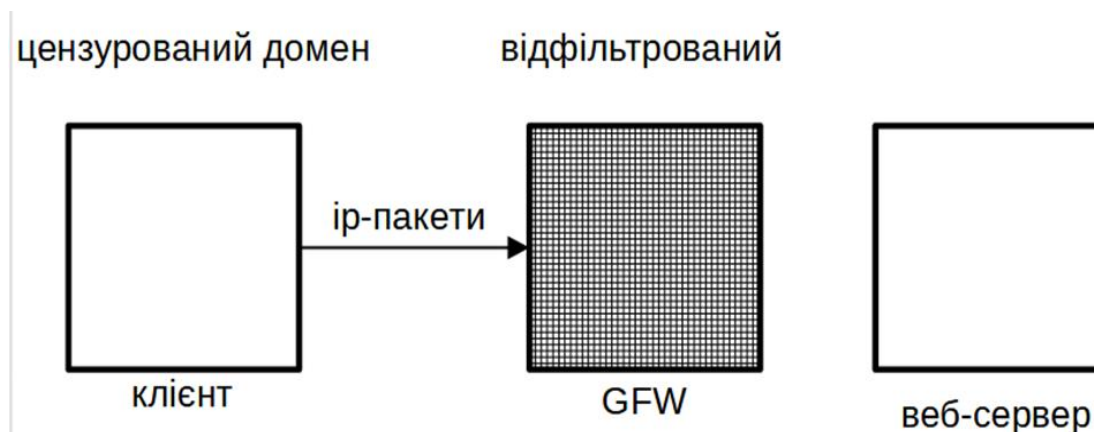 цензурований домен
відфільтрований
ір-пакети
клієнт
GFW
веб-сервер